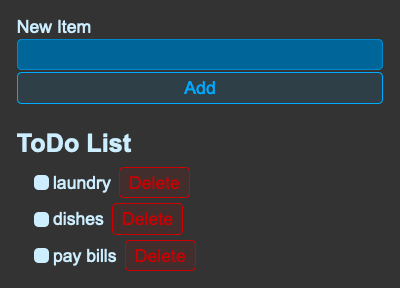 New Item
Add
ToDo List
laundry Delete
dishes Delete
pay bills Delete